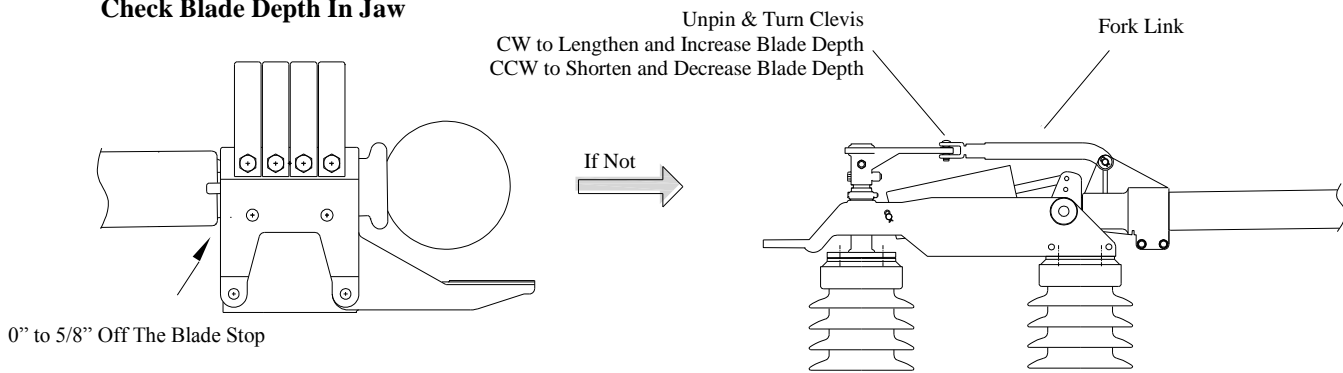 Check Blade Depth In Jaw
Unpin & Turn Clevis
CW to Lengthen and Increase Blade Depth
CCW to Shorten and Decrease Blade Depth
Fork Link
If Not
0” to 5/8” Off The Blade Stop